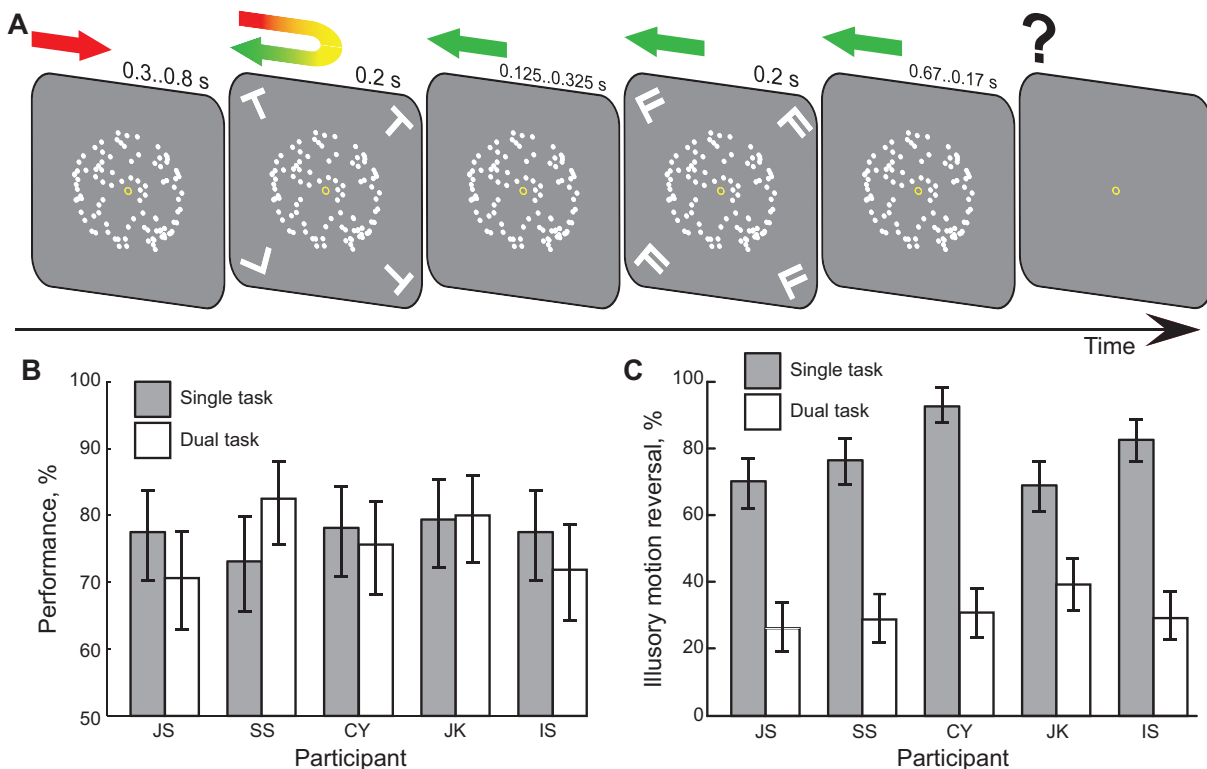 A
?
0.3..0.8 s
0.2 s
0.125..0.325 s
0.2 s
0.67..0.17 s
T T L T
F F F F
Time
B
Performance, %
100
90
80
70
60
50
Single task
Dual task
JS SS CY JK IS
Participant
C
Illusory motion reversal, %
100
80
60
40
20
0
Single task
Dual task
JS SS CY JK IS
Participant